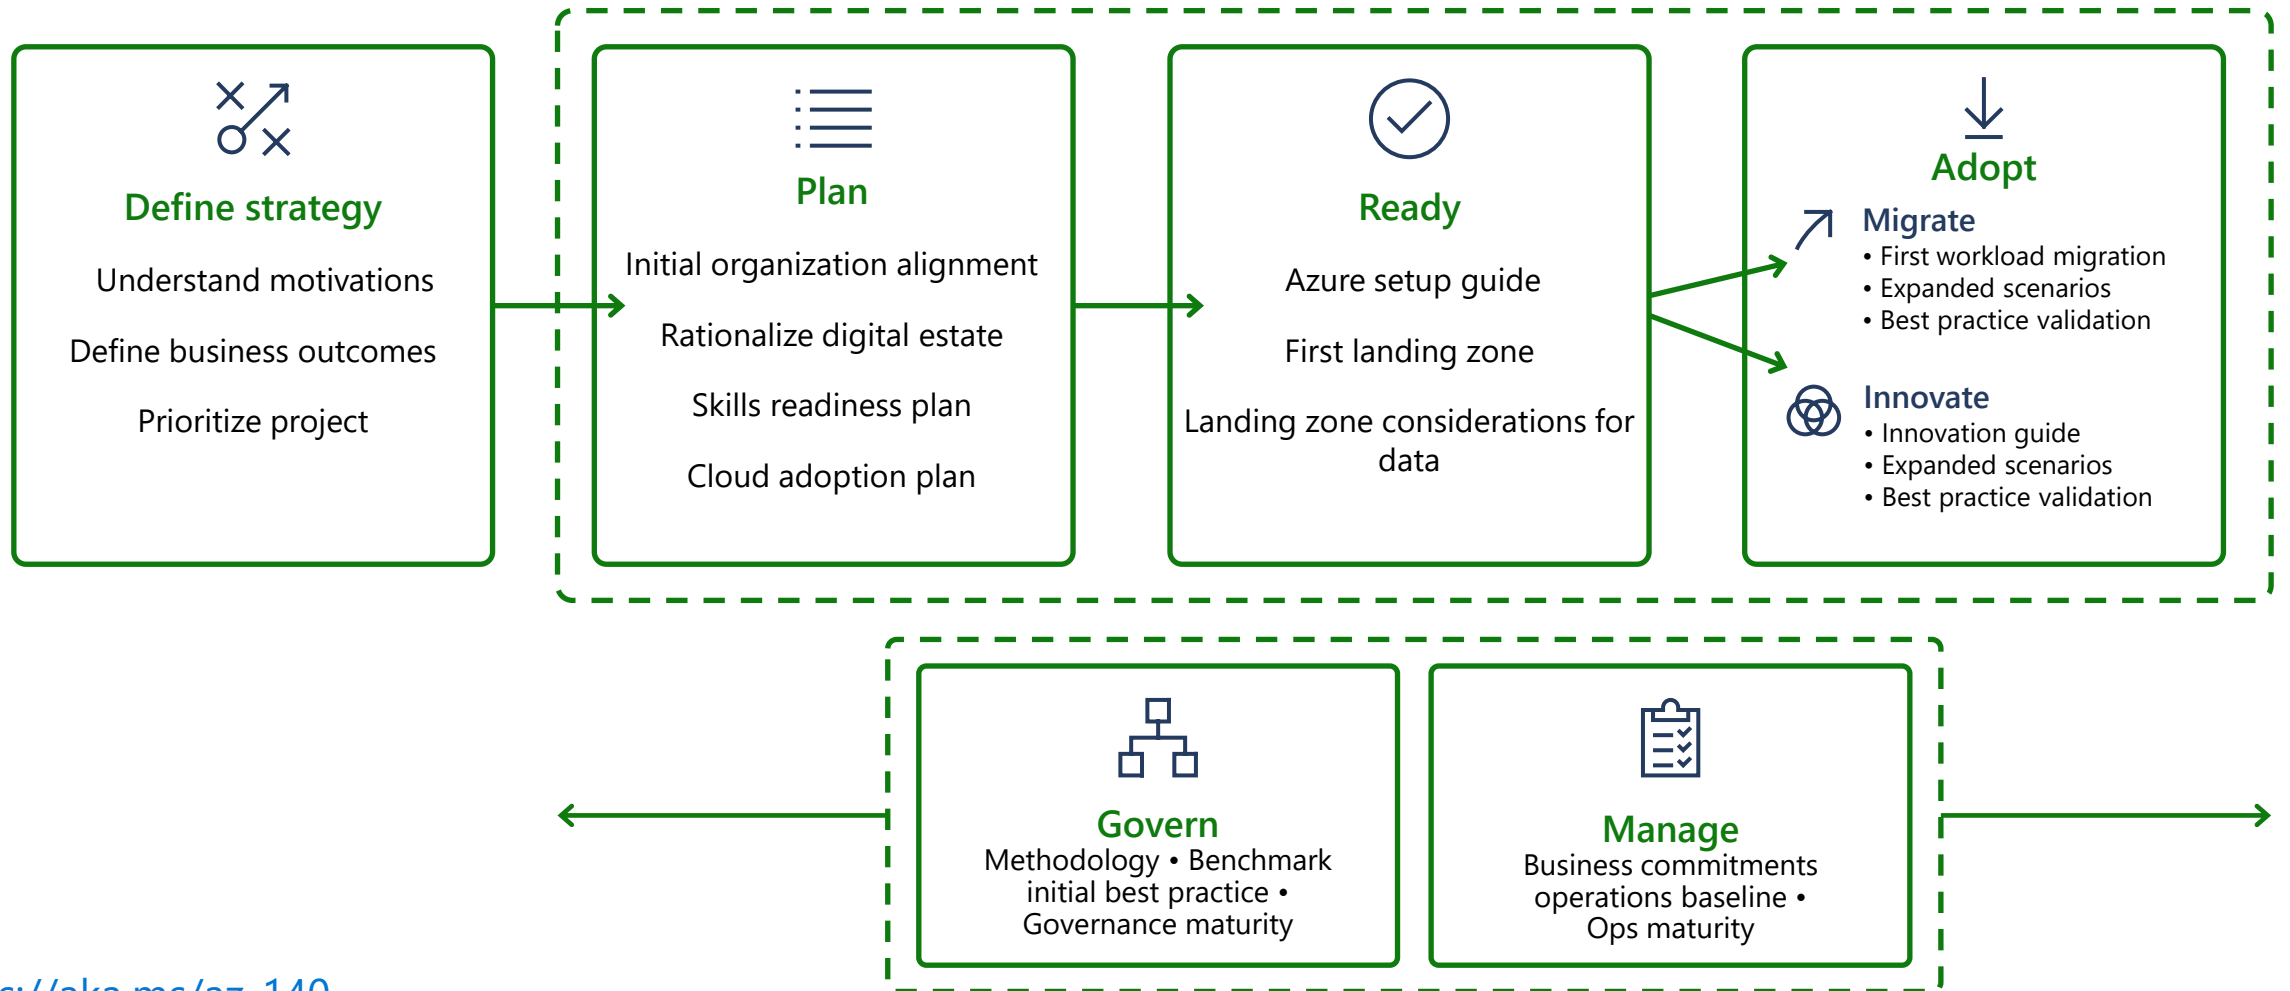 Define strategy
Understand motivations
Define business outcomes
Prioritize project
Plan
Initial organization alignment
Rationalize digital estate
Skills readiness plan
Cloud adoption plan
Ready
Azure setup guide
First landing zone
Landing zone considerations for
data
Adopt
Migrate
• First workload migration
• Expanded scenarios
• Best practice validation
Innovate
• Innovation guide
• Expanded scenarios
• Best practice validation
Govern
Methodology • Benchmark
initial best practice •
Governance maturity
Manage
Business commitments
operations baseline •
Ops maturity